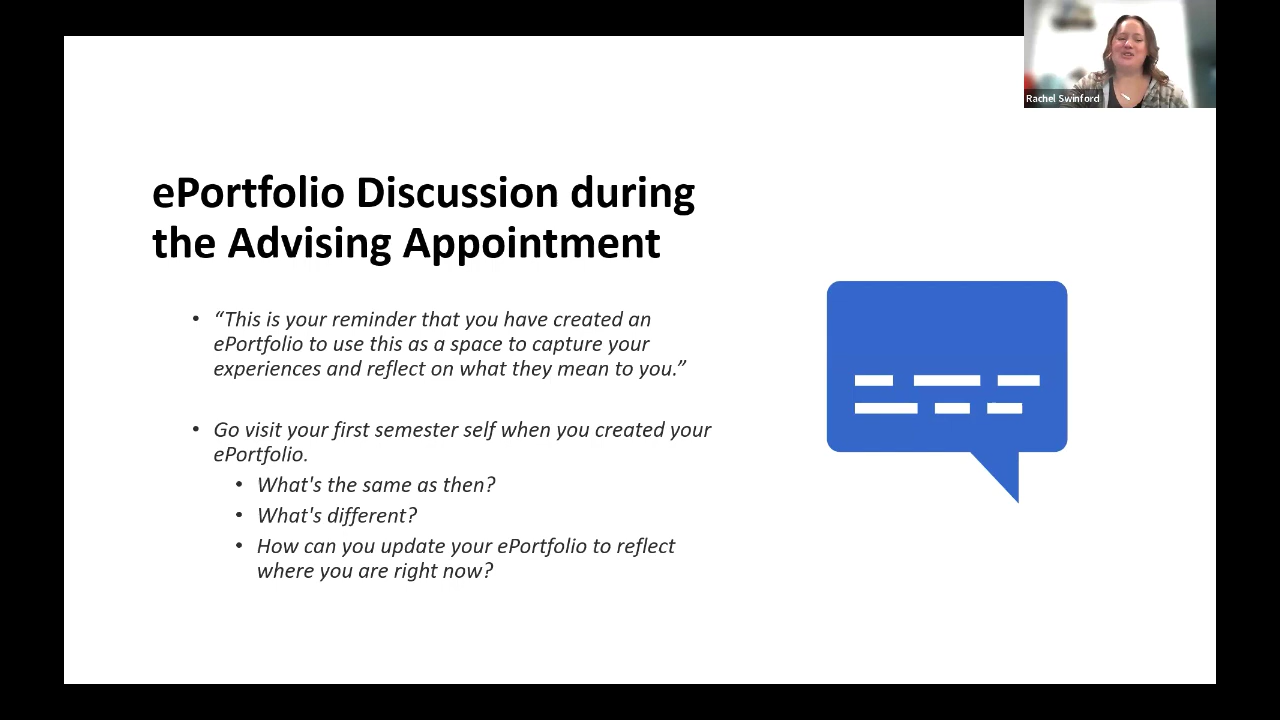 Rachel Swinford
ePortfolio Discussion during
the Advising Appointment
• “This is your reminder that you have created an
ePortfolio to use this as a space to capture your
experiences and reflect on what they mean to you.”
• Go visit your first semester self when you created your
ePortfolio.
• What's the same as then?
• What's different?
• How can you update your ePortfolio to reflect
where you are right now?